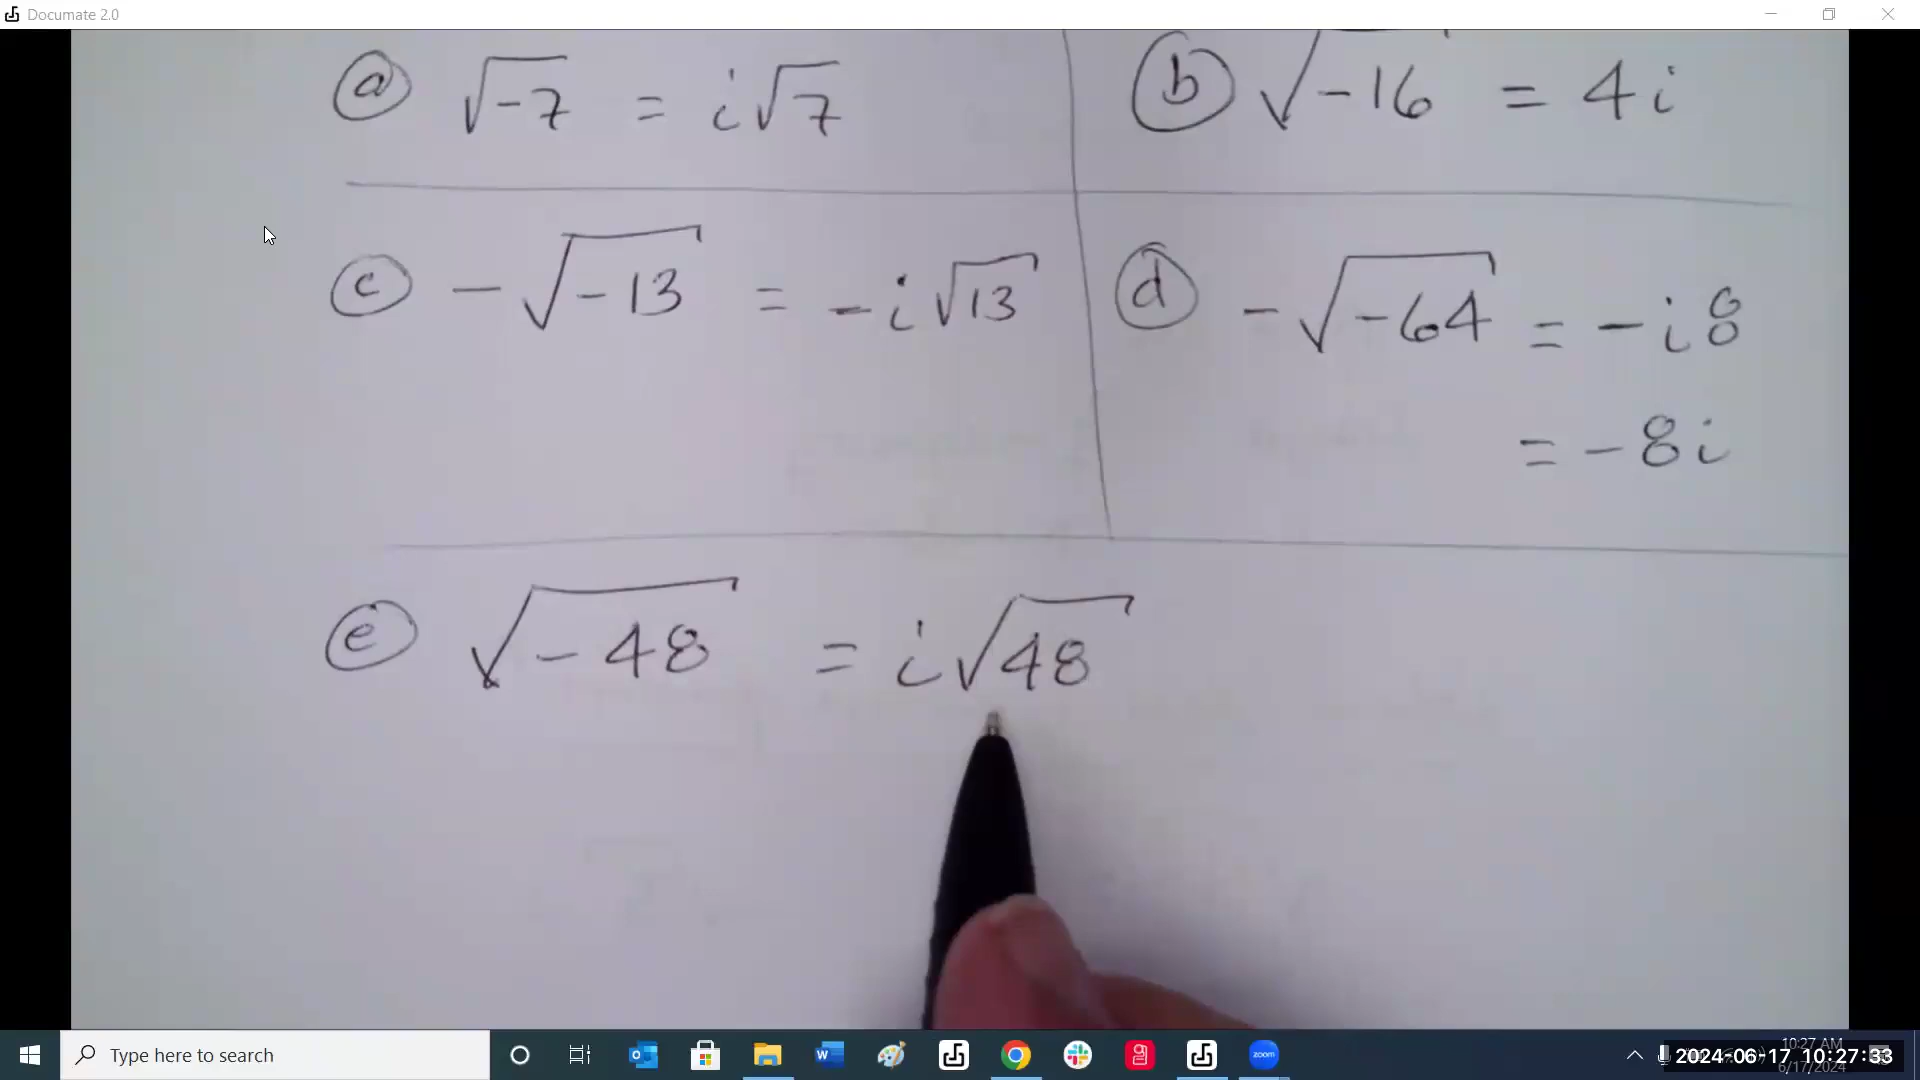 Documate 2.0
ⓐ √-7 = i√7
ⓑ √-16 = 4i
ⓒ -√-13 = -i√13
ⓓ -√-64 = -i8
= -8i
ⓔ √-48 = i√48
Type here to search
zoom
10:27 AM
2024-06-17 10:27:33
6/17/2024